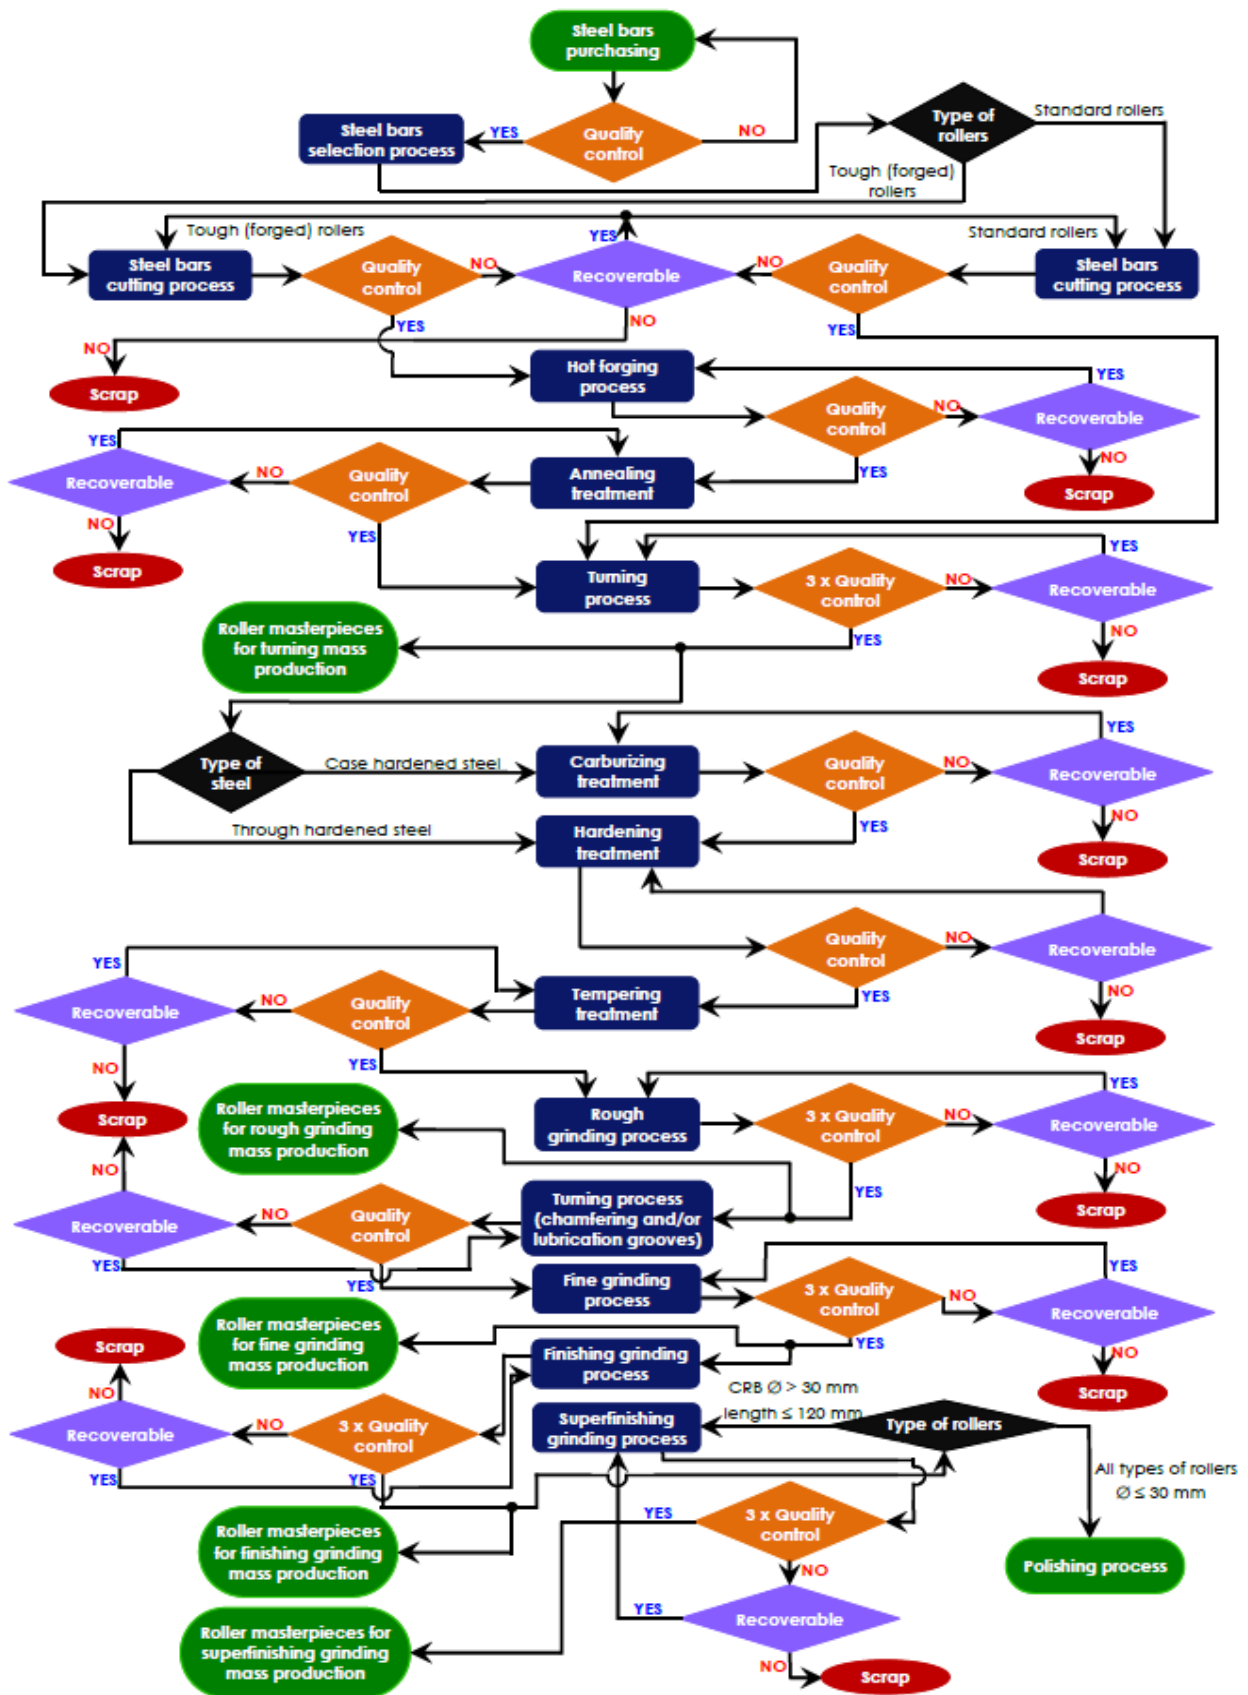 Steel bars
purchasing
Quality
control
YES
NO
Steel bars
selection process
Type of
rollers
Standard rollers
Tough (forged)
rollers
Tough (forged) rollers
YES
Standard rollers
Steel bars
cutting process
Quality
control
NO
Recoverable
NO
Quality
control
Steel bars
cutting process
YES
NO
YES
NO
Scrap
Hot forging
process
YES
Quality
control
NO
Recoverable
YES
NO
Scrap
YES
Recoverable
NO
Quality
control
Annealing
treatment
NO
YES
Scrap
Turning
process
3 x Quality
control
NO
YES
Recoverable
YES
NO
Scrap
Roller masterpieces
for turning mass
production
Type of
steel
Case hardened steel
Carburizing
treatment
Quality
control
NO
YES
Recoverable
YES
NO
Scrap
Through hardened steel
Hardening
treatment
Quality
control
NO
Recoverable
YES
NO
Scrap
YES
Recoverable
NO
Quality
control
Tempering
treatment
NO
YES
Scrap
Roller masterpieces
for rough grinding
mass production
Rough
grinding process
3 x Quality
control
NO
YES
Recoverable
YES
NO
Scrap
NO
Recoverable
NO
Quality
control
Turning process
(chamfering and/or
lubrication grooves)
YES
YES
Fine grinding
process
3 x Quality
control
NO
YES
Recoverable
YES
NO
Scrap
Roller masterpieces
for fine grinding
mass production
Scrap
NO
Recoverable
NO
3 x Quality
control
Finishing grinding
process
YES
YES
CRB Ø > 30 mm
length ≤ 120 mm
Superfinishing
grinding process
Type of rollers
All types of rollers
Ø ≤ 30 mm
Polishing process
Roller masterpieces
for finishing grinding
mass production
YES
3 x Quality
control
NO
YES
Recoverable
NO
Scrap
Roller masterpieces for
superfinishing grinding
mass production